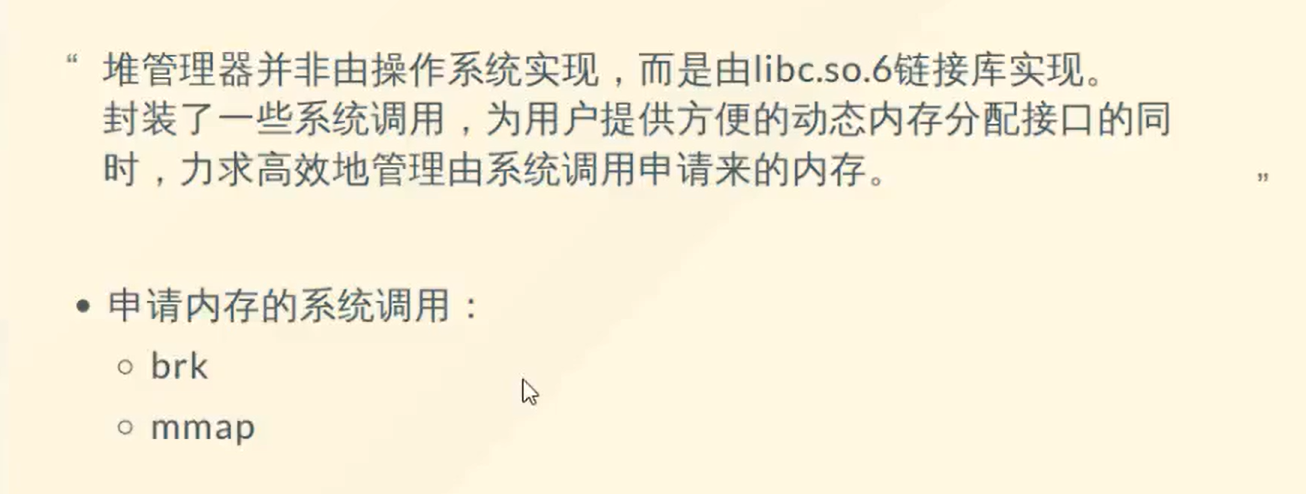 “ 堆管理器并非由操作系统实现，而是由libc.so.6链接库实现。
封装了一些系统调用，为用户提供方便的动态内存分配接口的同
时，力求高效地管理由系统调用申请来的内存。 ”
• 申请内存的系统调用：
○ brk
○ mmap